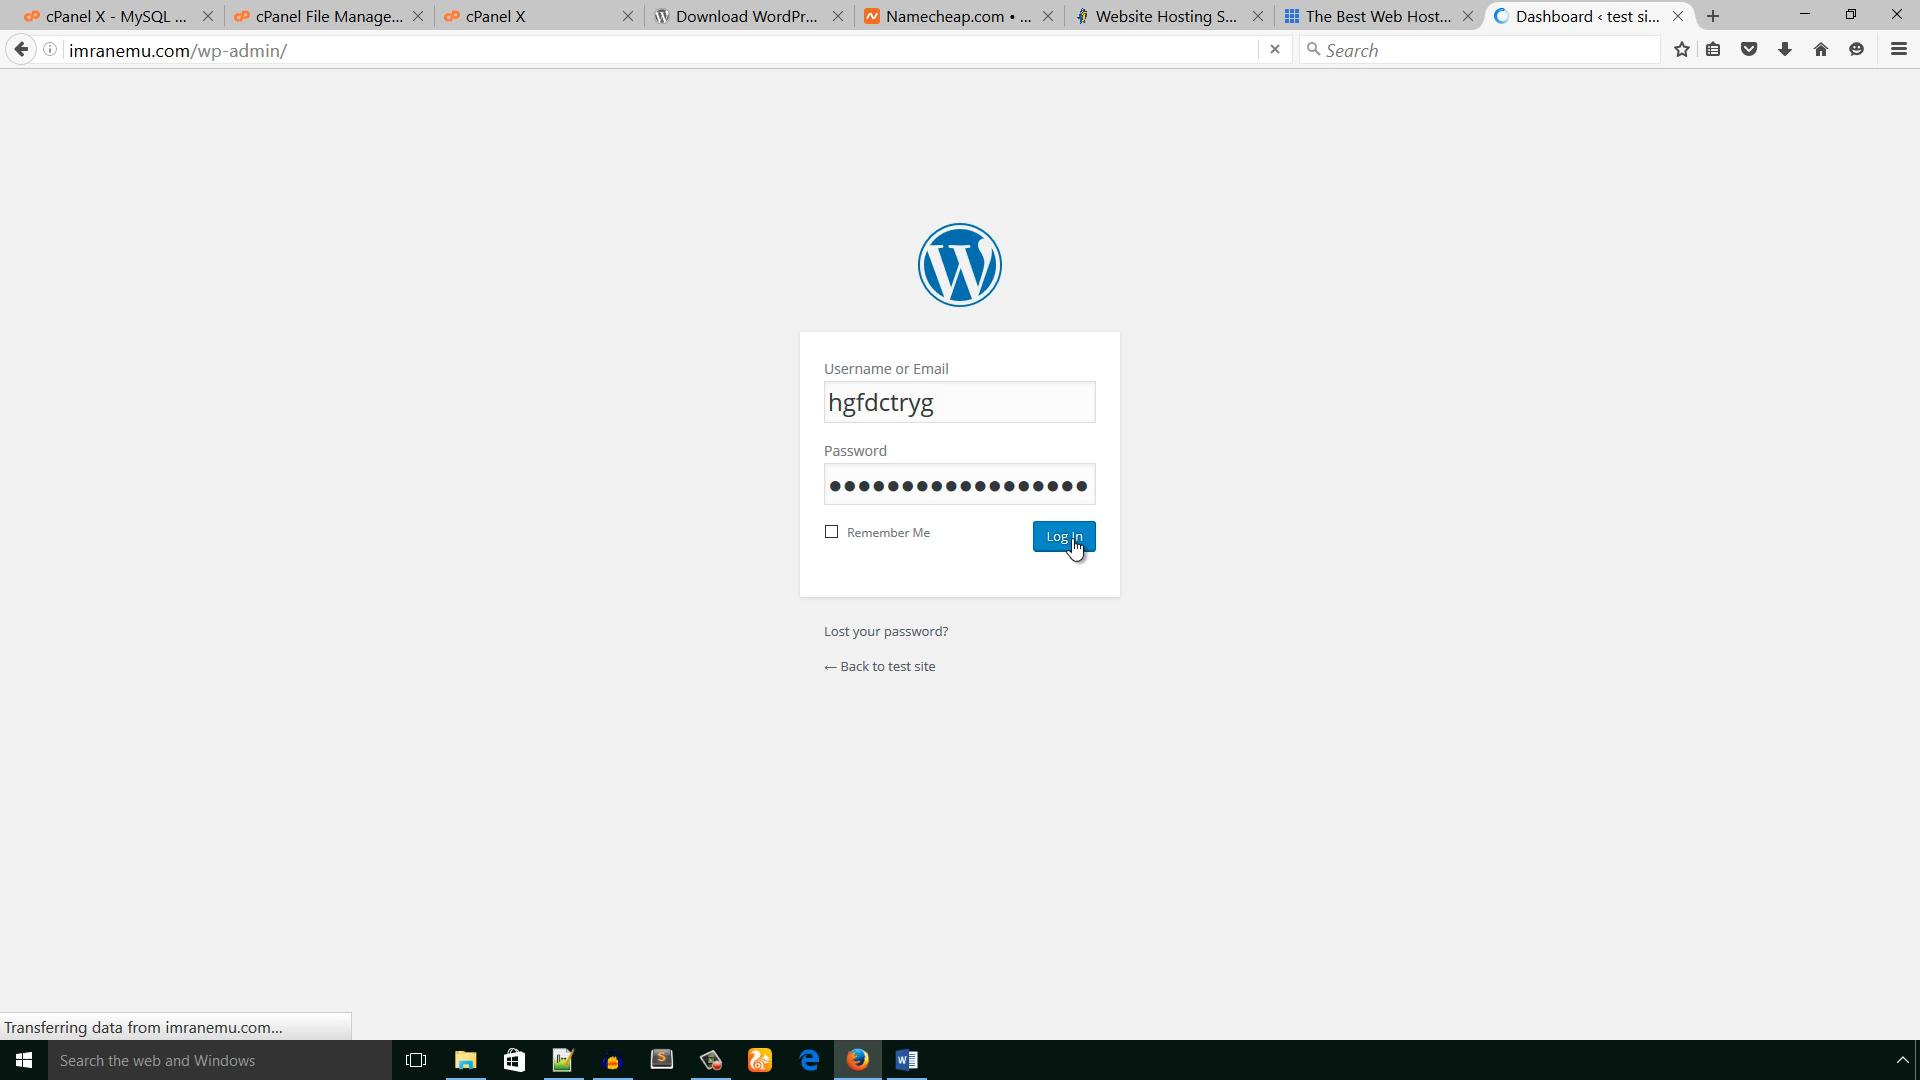 cPanel X - MySQL ...
cPanel File Manage...
cPanel X
Download WordPr...
Namecheap.com • ...
Website Hosting S...
The Best Web Host...
Dashboard ‹ test si...
imranemu.com/wp-admin/
Search
Username or Email
hgfdctryg
Password
Remember Me
Log In
Lost your password?
← Back to test site
Transferring data from imranemu.com...
Search the web and Windows